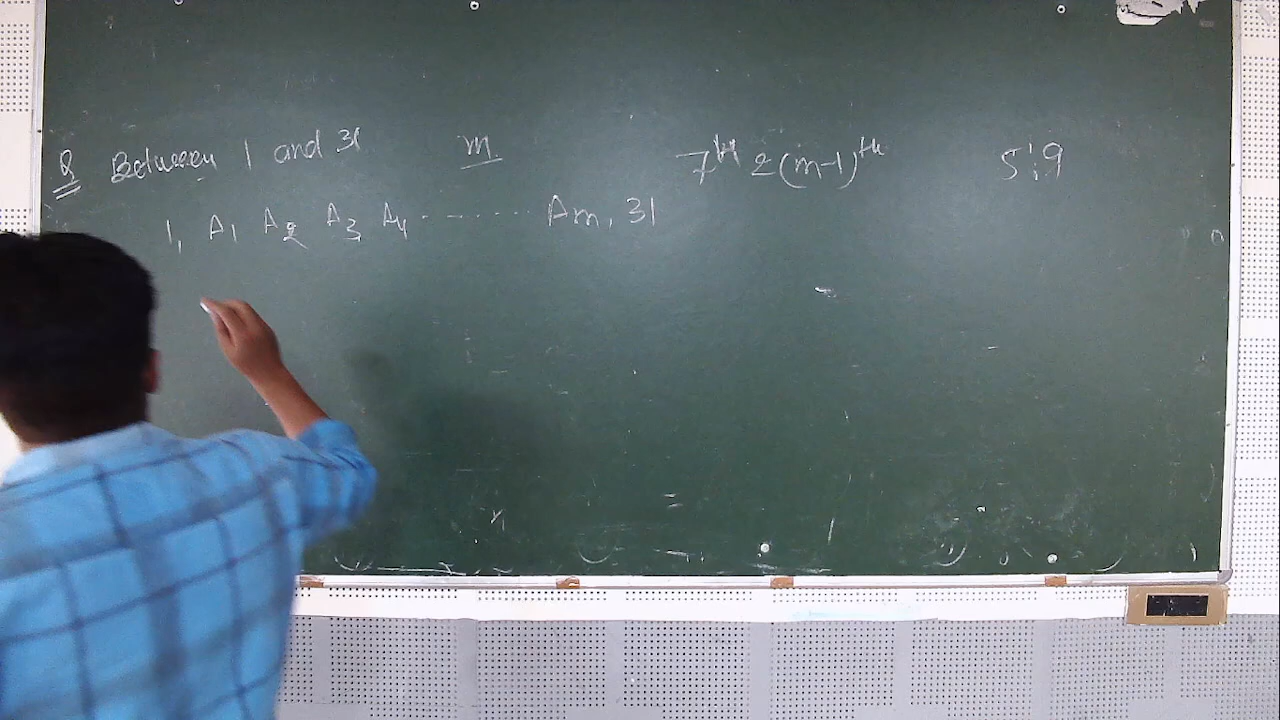 Q Between 1 and 31 m 7th 2 (m-1)th 5:9
1, A1 A2 A3, A4 ------- Am, 31